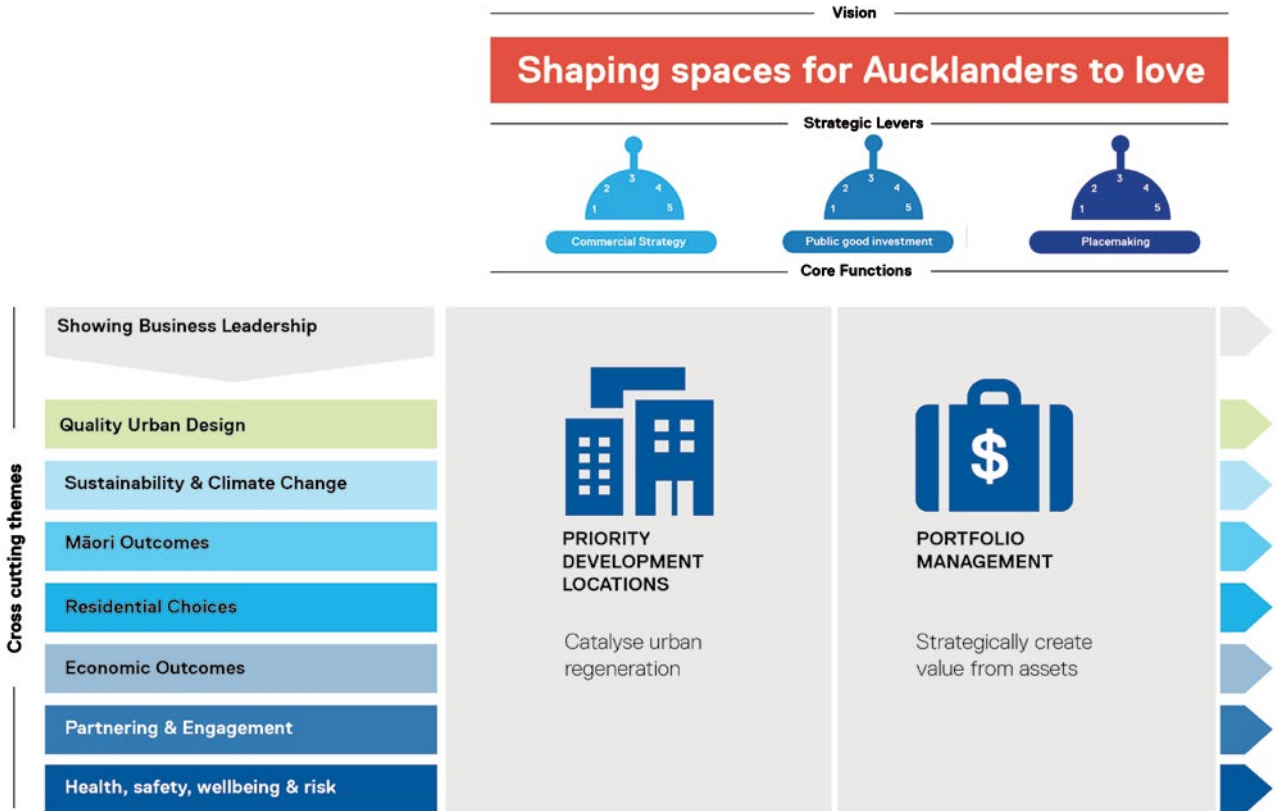 Vision
Shaping spaces for Aucklanders to love
Strategic Levers
1 2 3 4 5
Commercial Strategy
1 2 3 4 5
Public good investment
1 2 3 4 5
Placemaking
Core Functions
Cross cutting themes
Showing Business Leadership
Quality Urban Design
Sustainability & Climate Change
Māori Outcomes
Residential Choices
Economic Outcomes
Partnering & Engagement
Health, safety, wellbeing & risk
PRIORITY
DEVELOPMENT
LOCATIONS
Catalyse urban
regeneration
$
PORTFOLIO
MANAGEMENT
Strategically create
value from assets